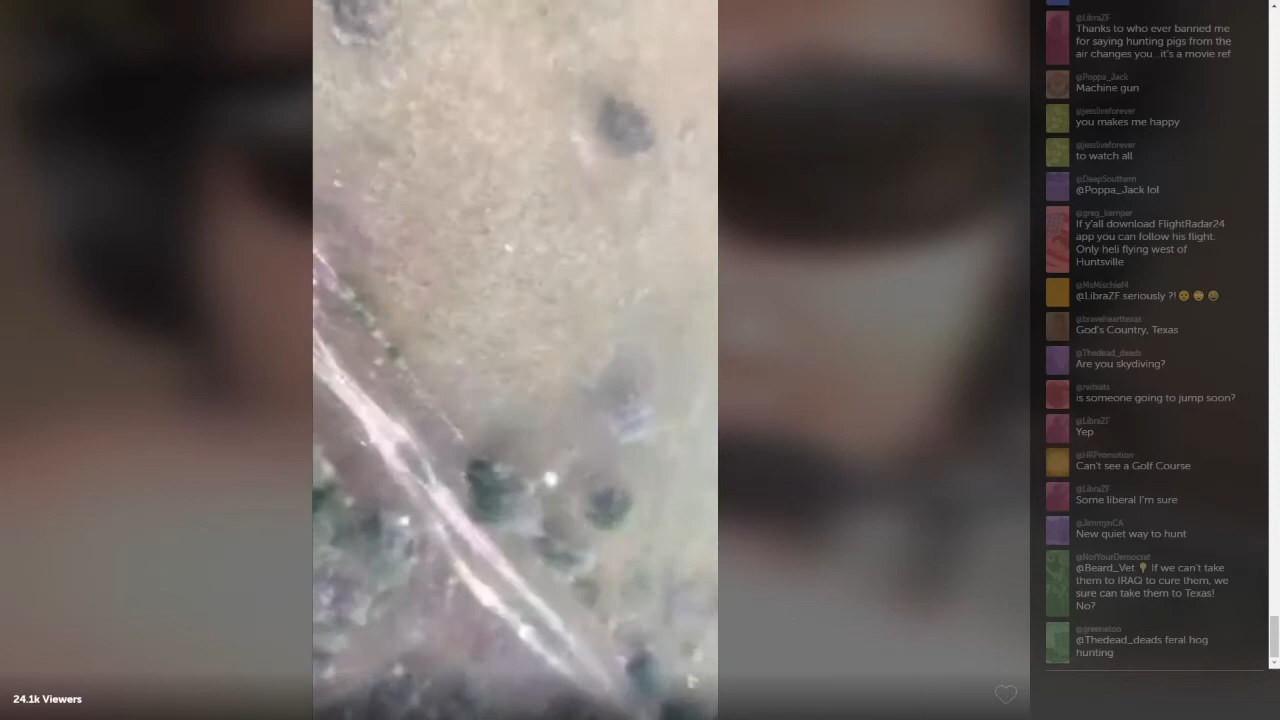 @LibraZF
Thanks to who ever banned me
for saying hunting pigs from the
air changes you...it's a movie ref
@Poppa_Jack
Machine gun
@jessliveforever
you makes me happy
@jessliveforever
to watch all
@DeepSouthern
@Poppa_Jack lol
@greg_kemper
If y'all download FlightRadar24
app you can follow his flight.
Only heli flying west of
Huntsville
@MsMischief4
@LibraZF seriously ?!
@bravehearttexas
God's Country, Texas
@Thedead_deads
Are you skydiving?
@rwbiats
is someone going to jump soon?
@LibraZF
Yep
@HRPromotion
Can't see a Golf Course
@LibraZF
Some liberal I'm sure
@JimmynCA
New quiet way to hunt
@NotYourDemocrat
@Beard_Vet If we can't take
them to IRAQ to cure them, we
sure can take them to Texas!
No?
@Thedead_deads feral hog
hunting
24.1k Viewers